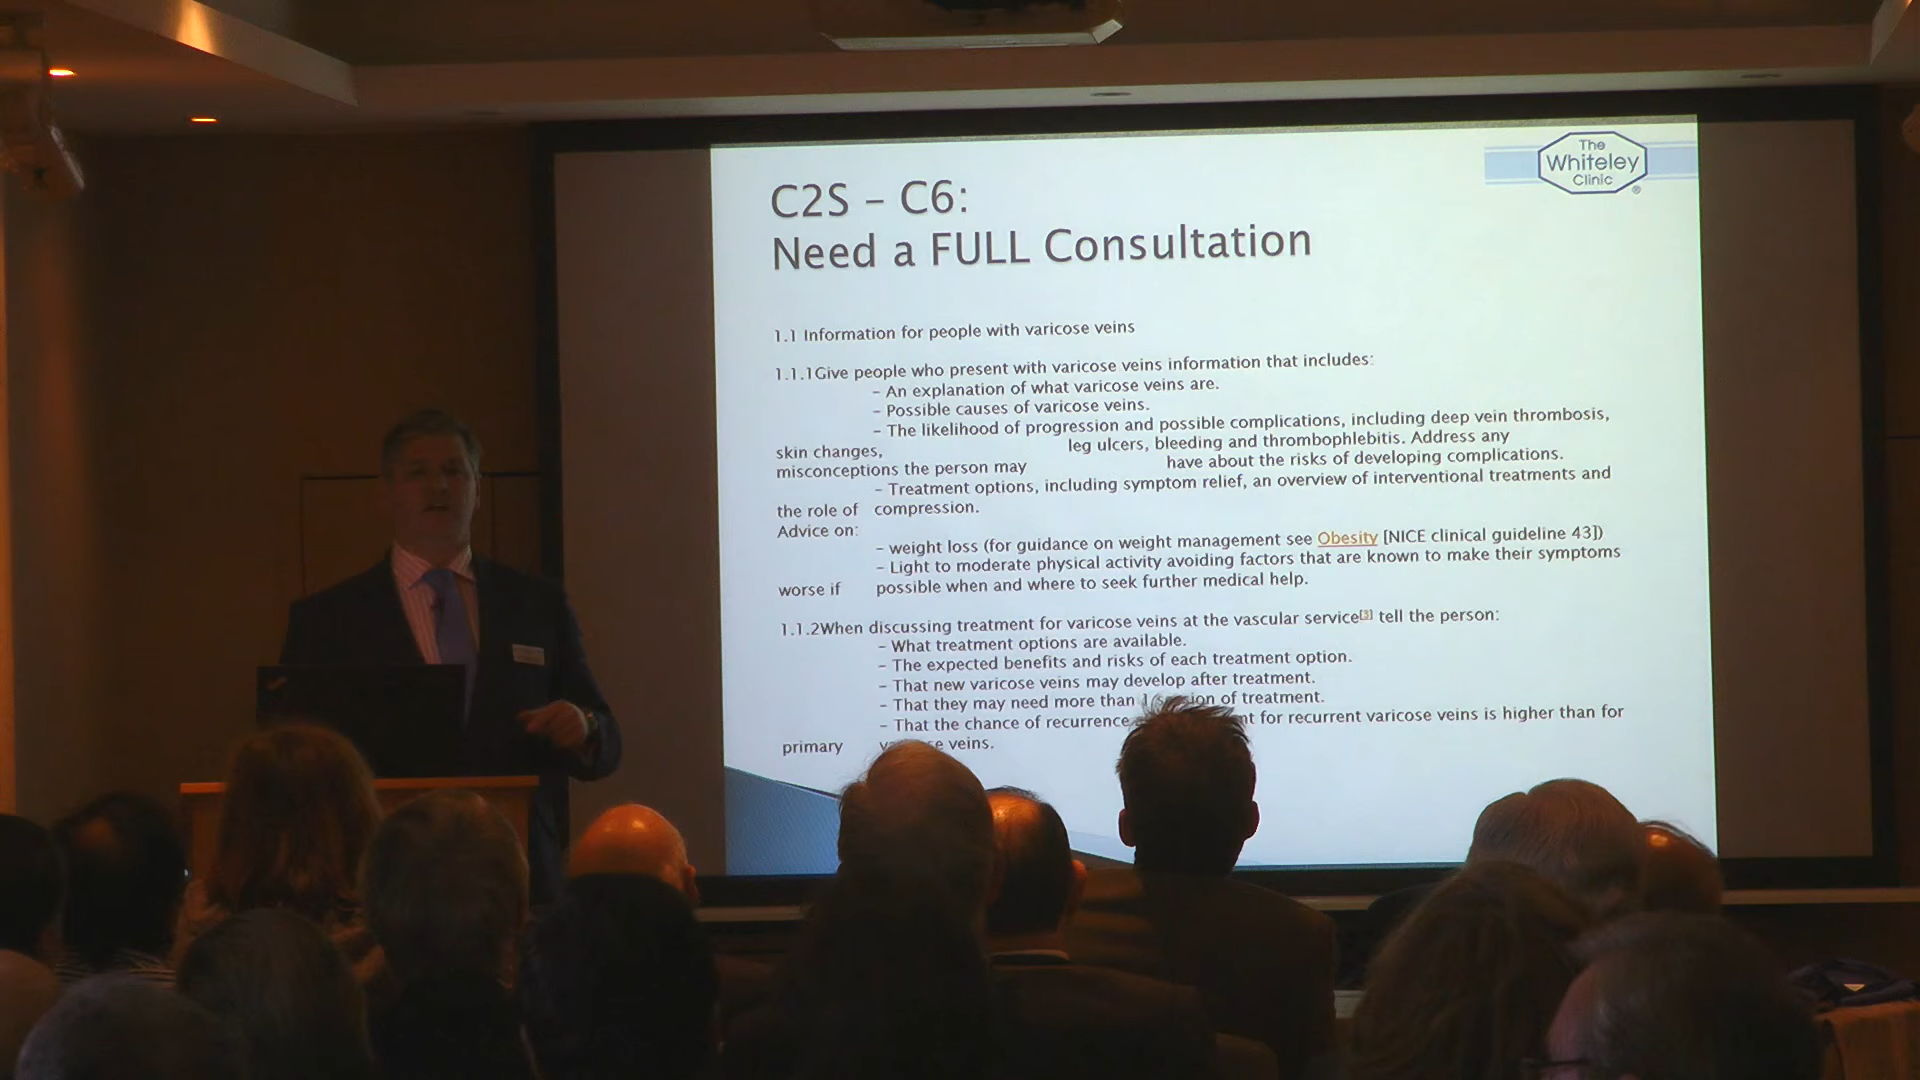 The
Whiteley
Clinic
®
C2S – C6:
Need a FULL Consultation
1.1 Information for people with varicose veins
1.1.1Give people who present with varicose veins information that includes:
– An explanation of what varicose veins are.
– Possible causes of varicose veins.
– The likelihood of progression and possible complications, including deep vein thrombosis,
skin changes, leg ulcers, bleeding and thrombophlebitis. Address any
misconceptions the person may have about the risks of developing complications.
– Treatment options, including symptom relief, an overview of interventional treatments and
the role of compression.
Advice on:
– weight loss (for guidance on weight management see Obesity [NICE clinical guideline 43])
– Light to moderate physical activity avoiding factors that are known to make their symptoms
worse if possible when and where to seek further medical help.
1.1.2When discussing treatment for varicose veins at the vascular service[3] tell the person:
– What treatment options are available.
– The expected benefits and risks of each treatment option.
– That new varicose veins may develop after treatment.
– That they may need more than 1 of treatment.
– That the chance of recurrence for recurrent varicose veins is higher than for
primary veins.